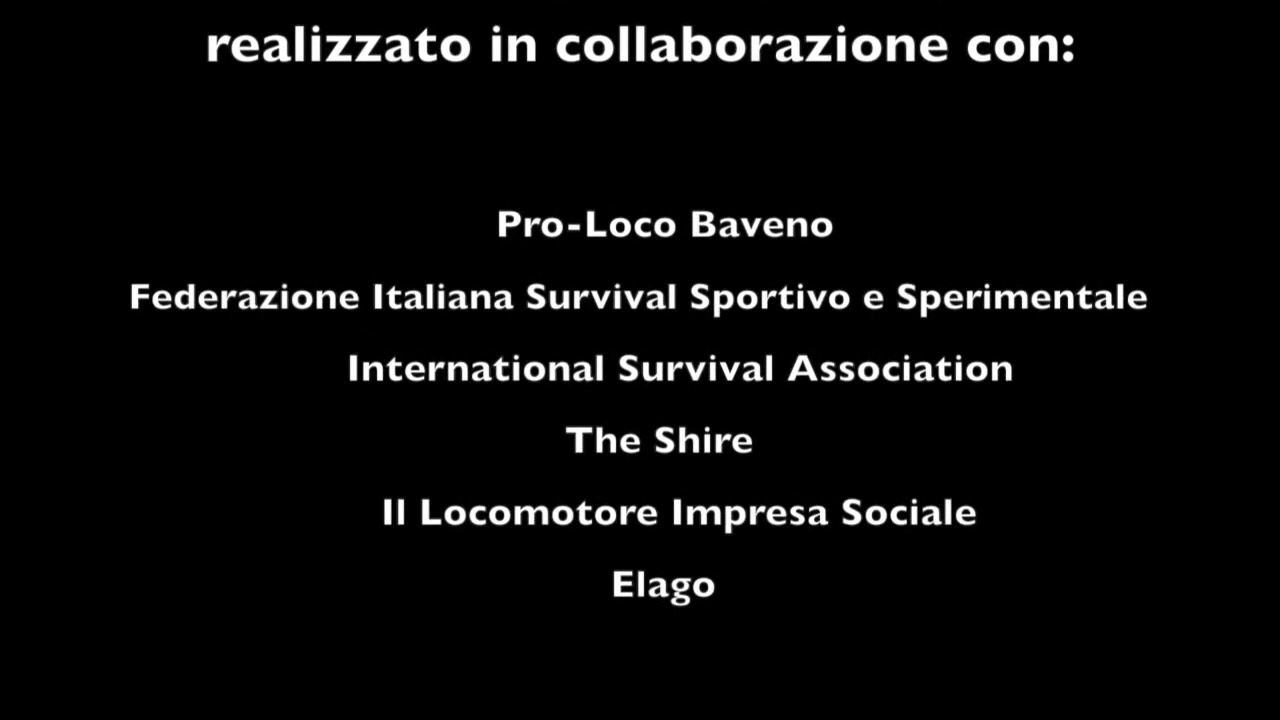 realizzato in collaborazione con:
Pro-Loco Baveno
Federazione Italiana Survival Sportivo e Sperimentale
International Survival Association
The Shire
Il Locomotore Impresa Sociale
Elago